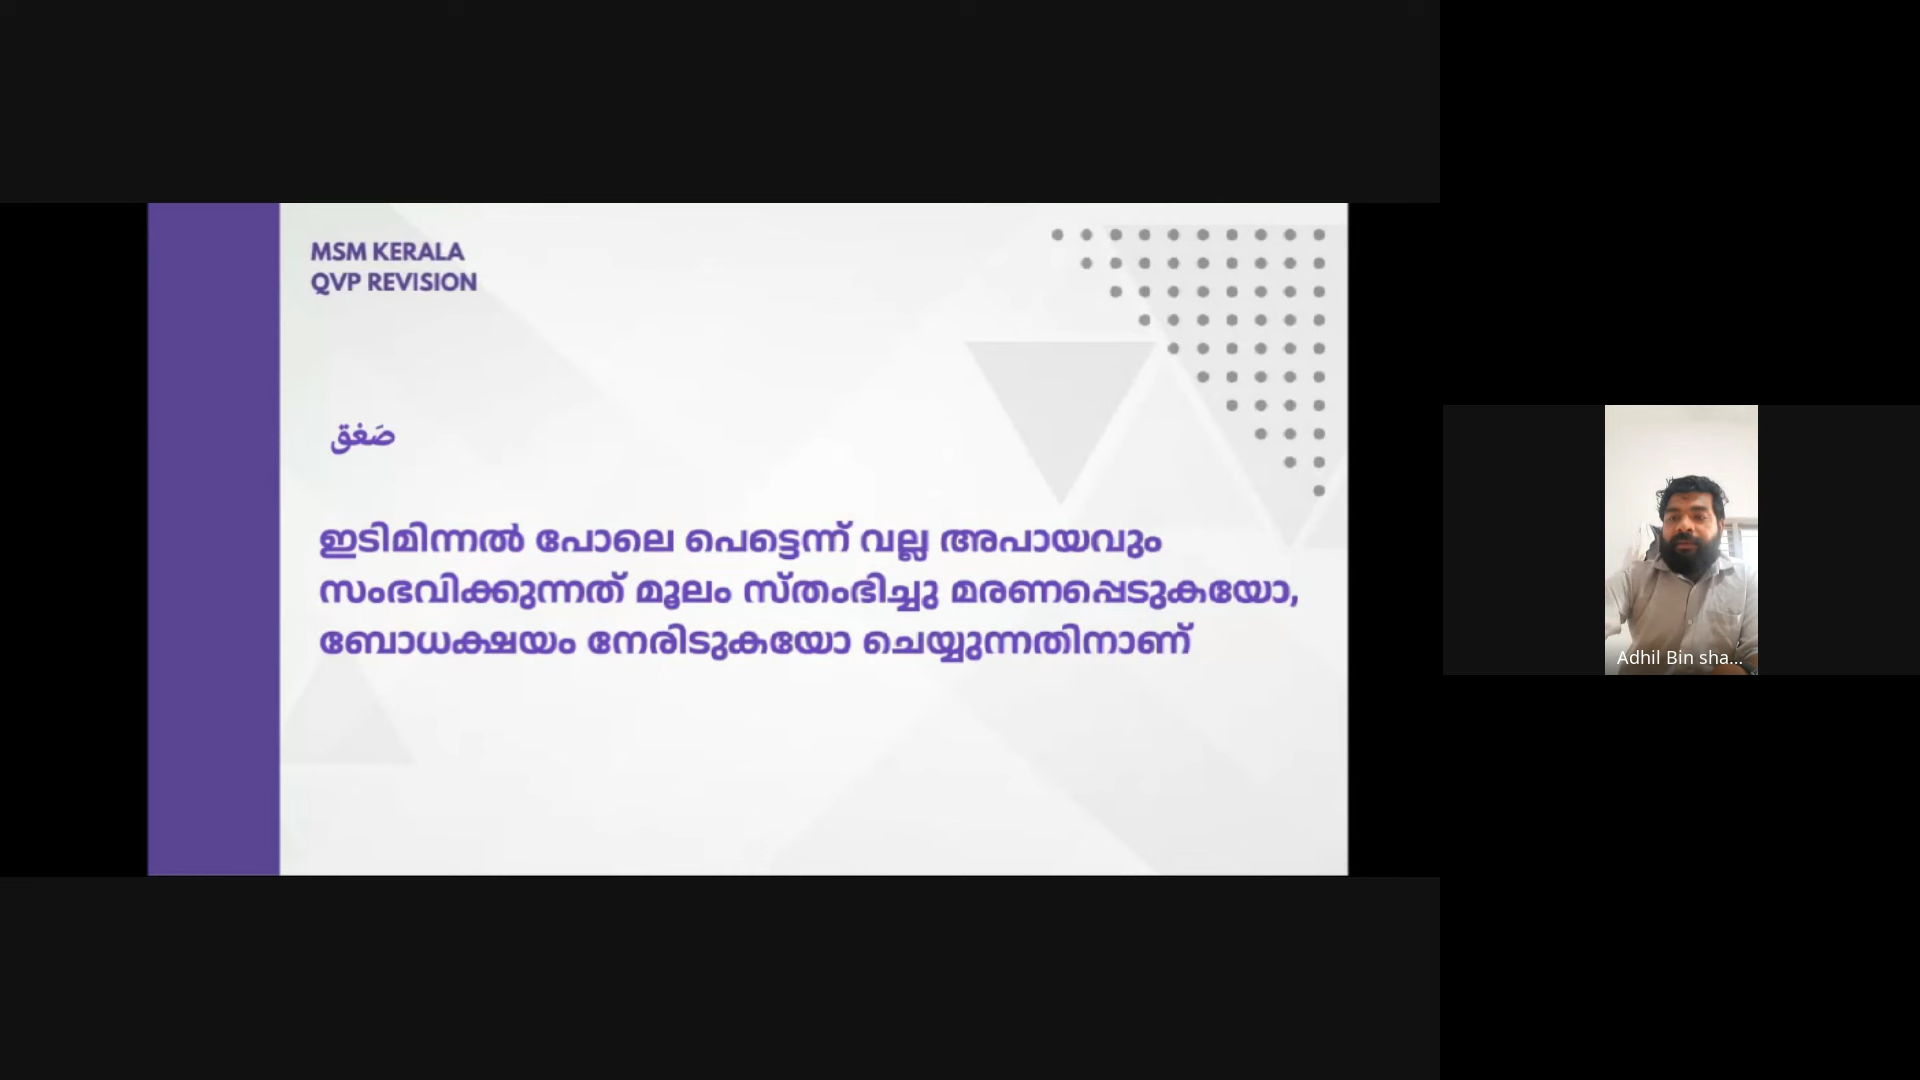 MSM KERALA
QVP REVISION
صَعْقٌ
ഇടിമിന്നൽ പോലെ പെട്ടെന്ന് വല്ല അപായവും
സംഭവിക്കുന്നത് മൂലം സ്തംഭിച്ചു മരണപ്പെടുകയോ,
ബോധക്ഷയം നേരിടുകയോ ചെയ്യുന്നതിനാണ്
Adhil Bin sha...